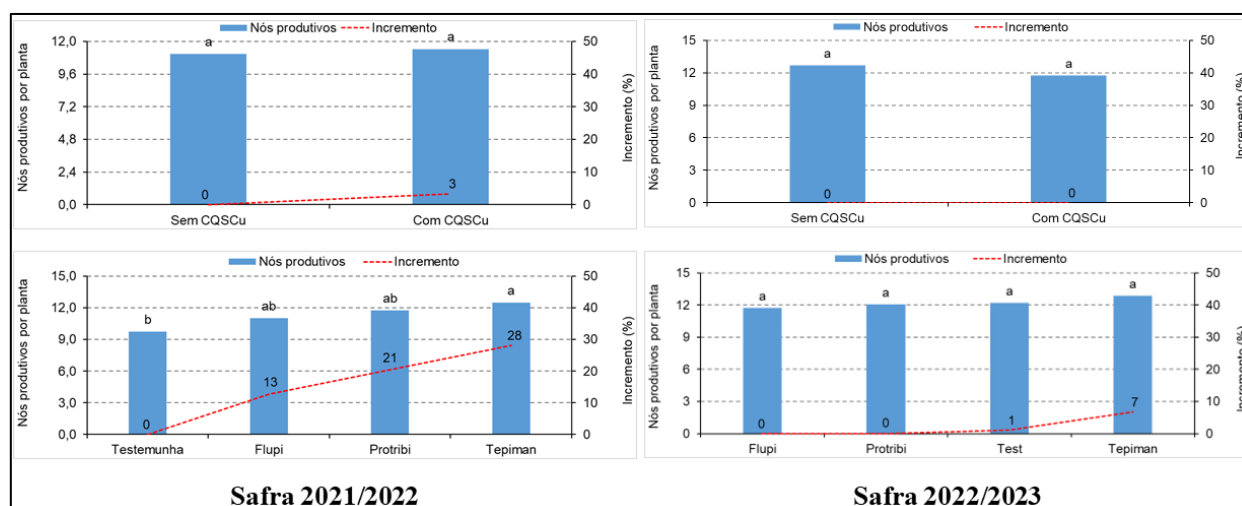 Nós produtivos Incremento
Nós produtivos por planta
12,0
9,6
7,2
4,8
2,4
0,0
a a
0 3
50
40
30
20
10
0
Incremento (%)
Sem CQSCu Com CQSCu
Nós produtivos Incremento
Nós produtivos por planta
15
12
9
6
3
0
a a
0 0
50
40
30
20
10
0
Incremento (%)
Sem CQSCu Com CQSCu
Nós produtivos Incremento
Nós produtivos por planta
15,0
12,0
9,0
6,0
3,0
0,0
b ab ab a
0 13 21 28
50
40
30
20
10
0
Incremento (%)
Testemunha Flupi Protribi Tepiman
Nós produtivos Incremento
Nós produtivos por planta
15
12
9
6
3
0
a a a a
0 0 1 7
50
40
30
20
10
0
Incremento (%)
Flupi Protribi Test Tepiman
Safra 2021/2022 Safra 2022/2023